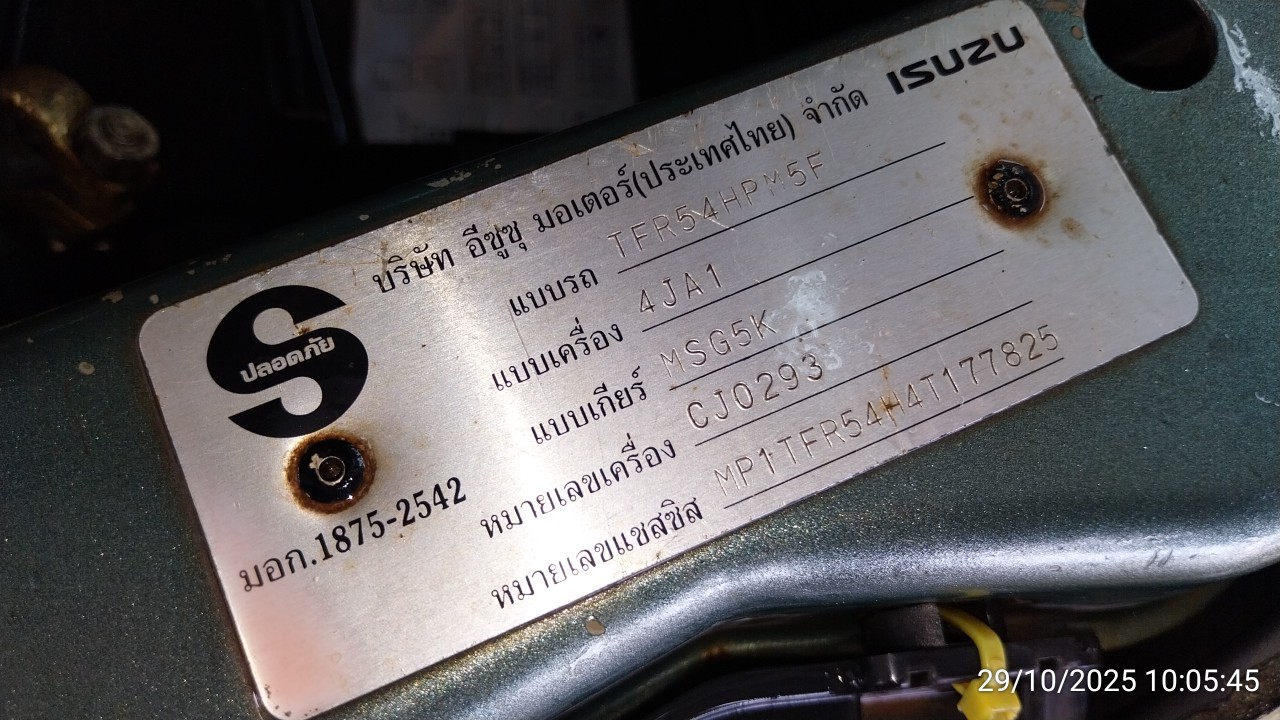 ISUZU
บริษัท อีซูซุ มอเตอร์(ประเทศไทย) จำกัด
แบบรถ TFR54HPM5F
แบบเครื่อง 4JA1
แบบเกียร์ MSG5K
หมายเลขเครื่อง CJ0293
หมายเลขแชสซิส MP1TFR54H4T177825
ปลอดภัย
มอก.1875-2542
29/10/2025 10:05:45